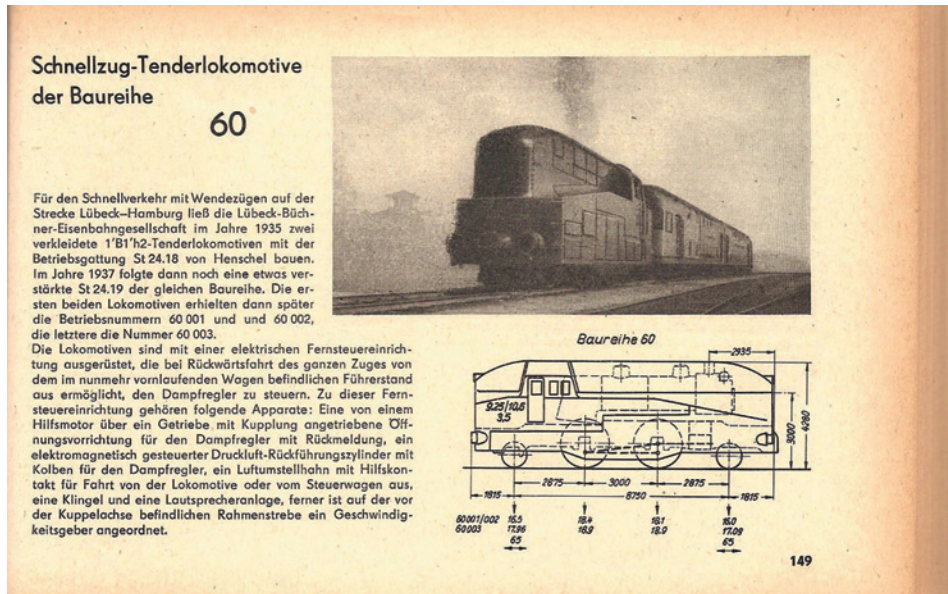 Schnellzug-Tenderlokomotive
der Baureihe
60
Für den Schnellverkehr mit Wendezügen auf der
Strecke Lübeck–Hamburg ließ die Lübeck-Büch-
ner-Eisenbahngesellschaft im Jahre 1935 zwei
verkleidete 1'B1'h2-Tenderlokomotiven mit der
Betriebsgattung St 24.18 von Henschel bauen.
Im Jahre 1937 folgte dann noch eine etwas ver-
stärkte St 24.19 der gleichen Baureihe. Die er-
sten beiden Lokomotiven erhielten dann später
die Betriebsnummern 60 001 und und 60 002,
die letztere die Nummer 60 003.
Die Lokomotiven sind mit einer elektrischen Fernsteuereinrich-
tung ausgerüstet, die bei Rückwärtsfahrt des ganzen Zuges von
dem im nunmehr vornlaufenden Wagen befindlichen Führerstand
aus ermöglicht, den Dampfregler zu steuern. Zu dieser Fern-
steuereinrichtung gehören folgende Apparate: Eine von einem
Hilfsmotor über ein Getriebe mit Kupplung angetriebene Öff-
nungsvorrichtung für den Dampfregler mit Rückmeldung, ein
elektromagnetisch gesteuerter Druckluft-Rückführungszylinder mit
Kolben für den Dampfregler, ein Luftumstellhahn mit Hilfskon-
takt für Fahrt von der Lokomotive oder vom Steuerwagen aus,
eine Klingel und eine Lautsprecheranlage, ferner ist auf der vor
der Kuppelachse befindlichen Rahmenstrebe ein Geschwindig-
keitsgeber angeordnet.
Baureihe 60
2935
9.25/10,6
3,5
3000
4280
2875 3000 2875
1815 8750 1815
60001/002 16.5 18.4 18.1 16.0
60003 17.96 18.9 18.9 17.09
65 65
149